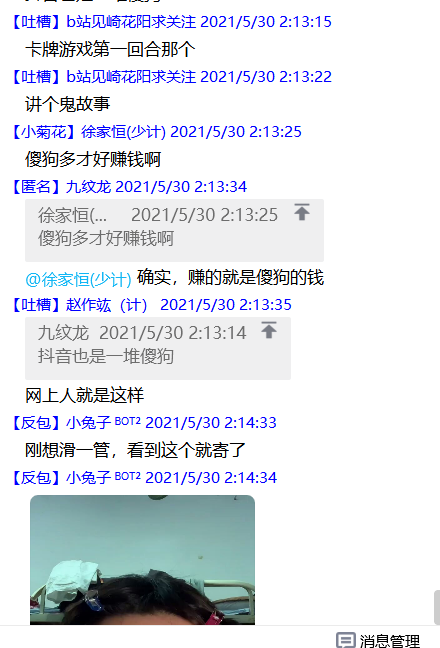 【吐槽】b站见崎花阳求关注 2021/5/30 2:13:15
卡牌游戏第一回合那个
【吐槽】b站见崎花阳求关注 2021/5/30 2:13:22
讲个鬼故事
【小菊花】徐家恒(少计) 2021/5/30 2:13:25
傻狗多才好赚钱啊
【匿名】九纹龙 2021/5/30 2:13:34
徐家恒(... 2021/5/30 2:13:25
傻狗多才好赚钱啊
@徐家恒(少计) 确实，赚的就是傻狗的钱
【吐槽】赵作竑（计） 2021/5/30 2:13:35
九纹龙 2021/5/30 2:13:14
抖音也是一堆傻狗
网上人就是这样
【反包】小兔子 BOT2 2021/5/30 2:14:33
刚想滑一管，看到这个就寄了
【反包】小兔子 BOT2 2021/5/30 2:14:34
消息管理